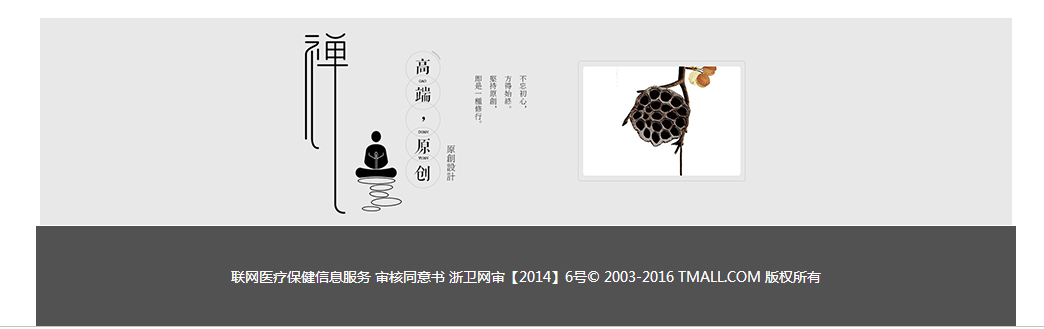 禅
高
端
，
原
创
原創設計
不忘初心，
方得始終。
堅持原創，
即是一種修行。
联网医疗保健信息服务 审核同意书 浙卫网审【2014】6号© 2003-2016 TMALL.COM 版权所有